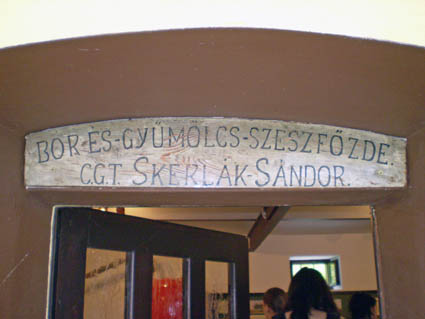 BOR-ÉS-GYÜMÖLCS-SZESZFŐZDE.
CGT. SKERLÁK-SÁNDOR.